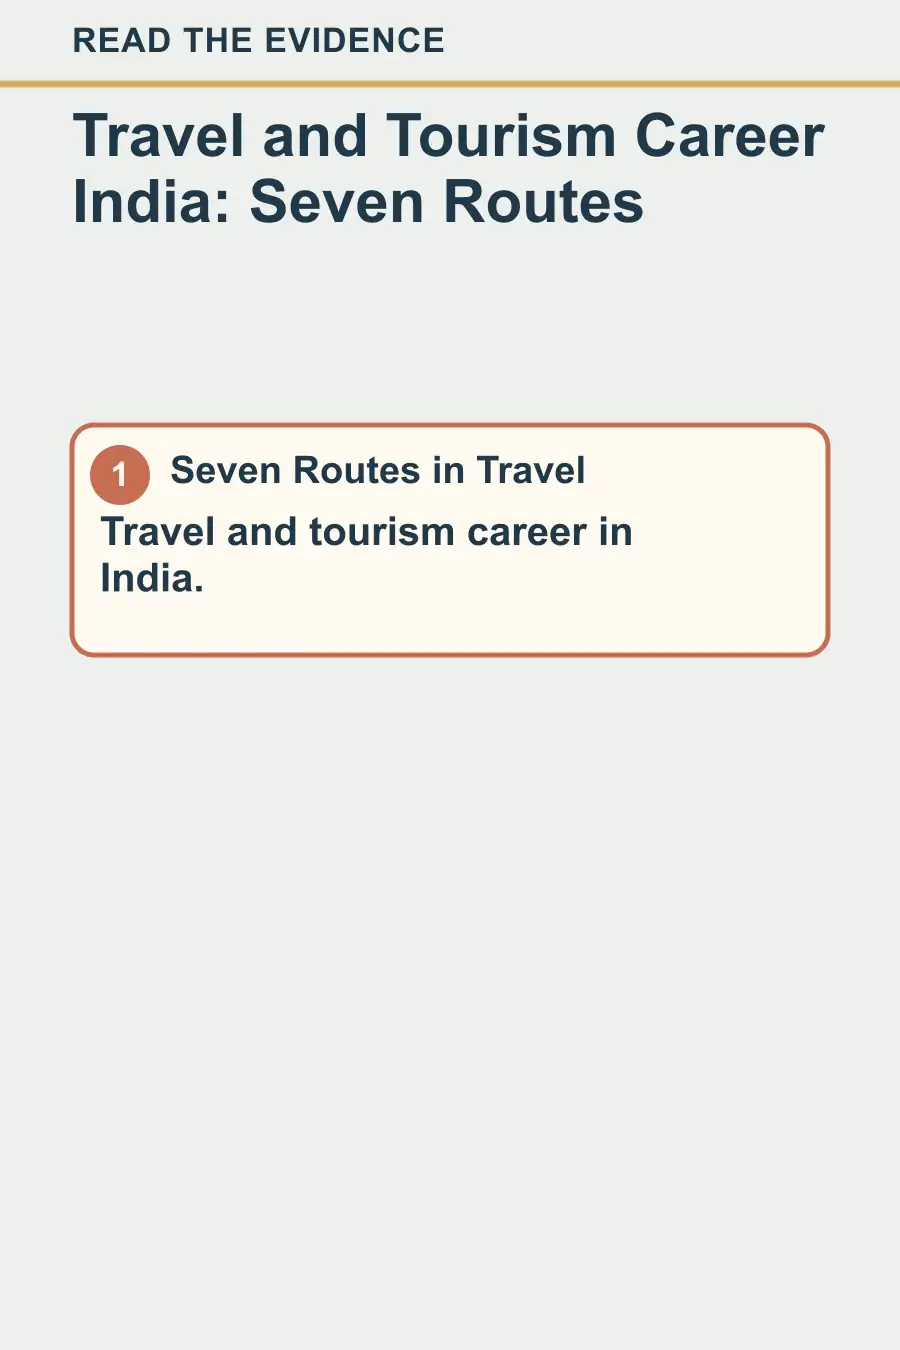 READ THE EVIDENCE
Travel and Tourism Career
India: Seven Routes
1 Seven Routes in Travel
Travel and tourism career in
India.